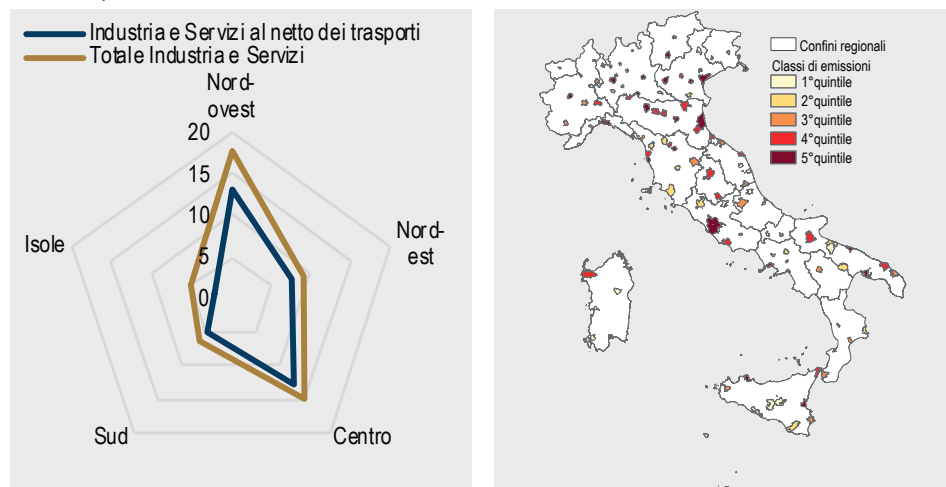 Industria e Servizi al netto dei trasporti
Totale Industria e Servizi
Nord-
ovest
20
15
10
5
0
Nord-
est
Centro
Sud
Isole
Confini regionali
Classi di emissioni
1°quintile
2°quintile
3°quintile
4°quintile
5°quintile